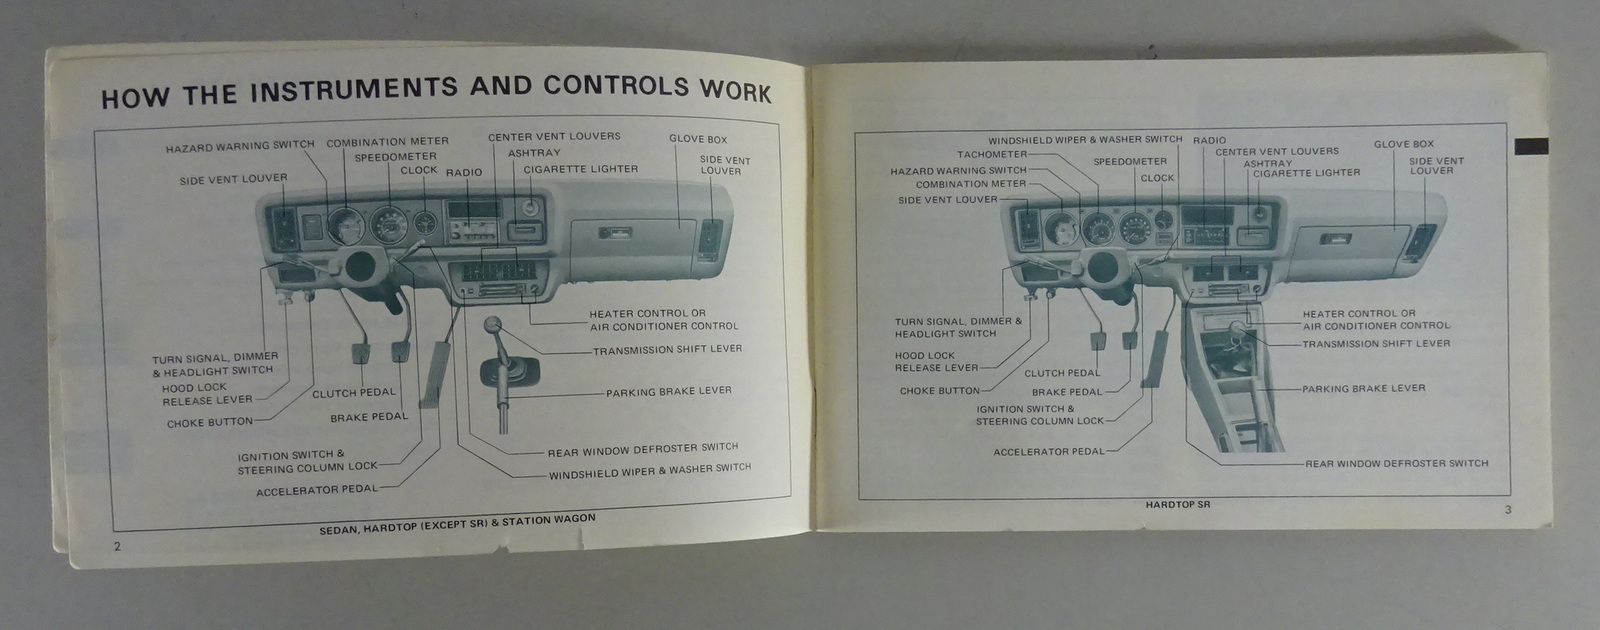 HOW THE INSTRUMENTS AND CONTROLS WORK
HAZARD WARNING SWITCH
COMBINATION METER
CENTER VENT LOUVERS
GLOVE BOX
SPEEDOMETER
ASHTRAY
SIDE VENT
LOUVER
CLOCK
RADIO
CIGARETTE LIGHTER
SIDE VENT LOUVER
HEATER CONTROL OR
AIR CONDITIONER CONTROL
TRANSMISSION SHIFT LEVER
TURN SIGNAL, DIMMER
& HEADLIGHT SWITCH
HOOD LOCK
RELEASE LEVER
CLUTCH PEDAL
PARKING BRAKE LEVER
CHOKE BUTTON
BRAKE PEDAL
IGNITION SWITCH &
STEERING COLUMN LOCK
REAR WINDOW DEFROSTER SWITCH
WINDSHIELD WIPER & WASHER SWITCH
ACCELERATOR PEDAL
SEDAN, HARDTOP (EXCEPT SR) & STATION WAGON
2
WINDSHIELD WIPER & WASHER SWITCH
RADIO
GLOVE BOX
TACHOMETER
CENTER VENT LOUVERS
SPEEDOMETER
ASHTRAY
SIDE VENT
LOUVER
HAZARD WARNING SWITCH
CLOCK
CIGARETTE LIGHTER
COMBINATION METER
SIDE VENT LOUVER
HEATER CONTROL OR
AIR CONDITIONER CONTROL
TURN SIGNAL, DIMMER &
HEADLIGHT SWITCH
TRANSMISSION SHIFT LEVER
HOOD LOCK
RELEASE LEVER
CLUTCH PEDAL
CHOKE BUTTON
BRAKE PEDAL
PARKING BRAKE LEVER
IGNITION SWITCH &
STEERING COLUMN LOCK
ACCELERATOR PEDAL
REAR WINDOW DEFROSTER SWITCH
HARDTOP SR
3